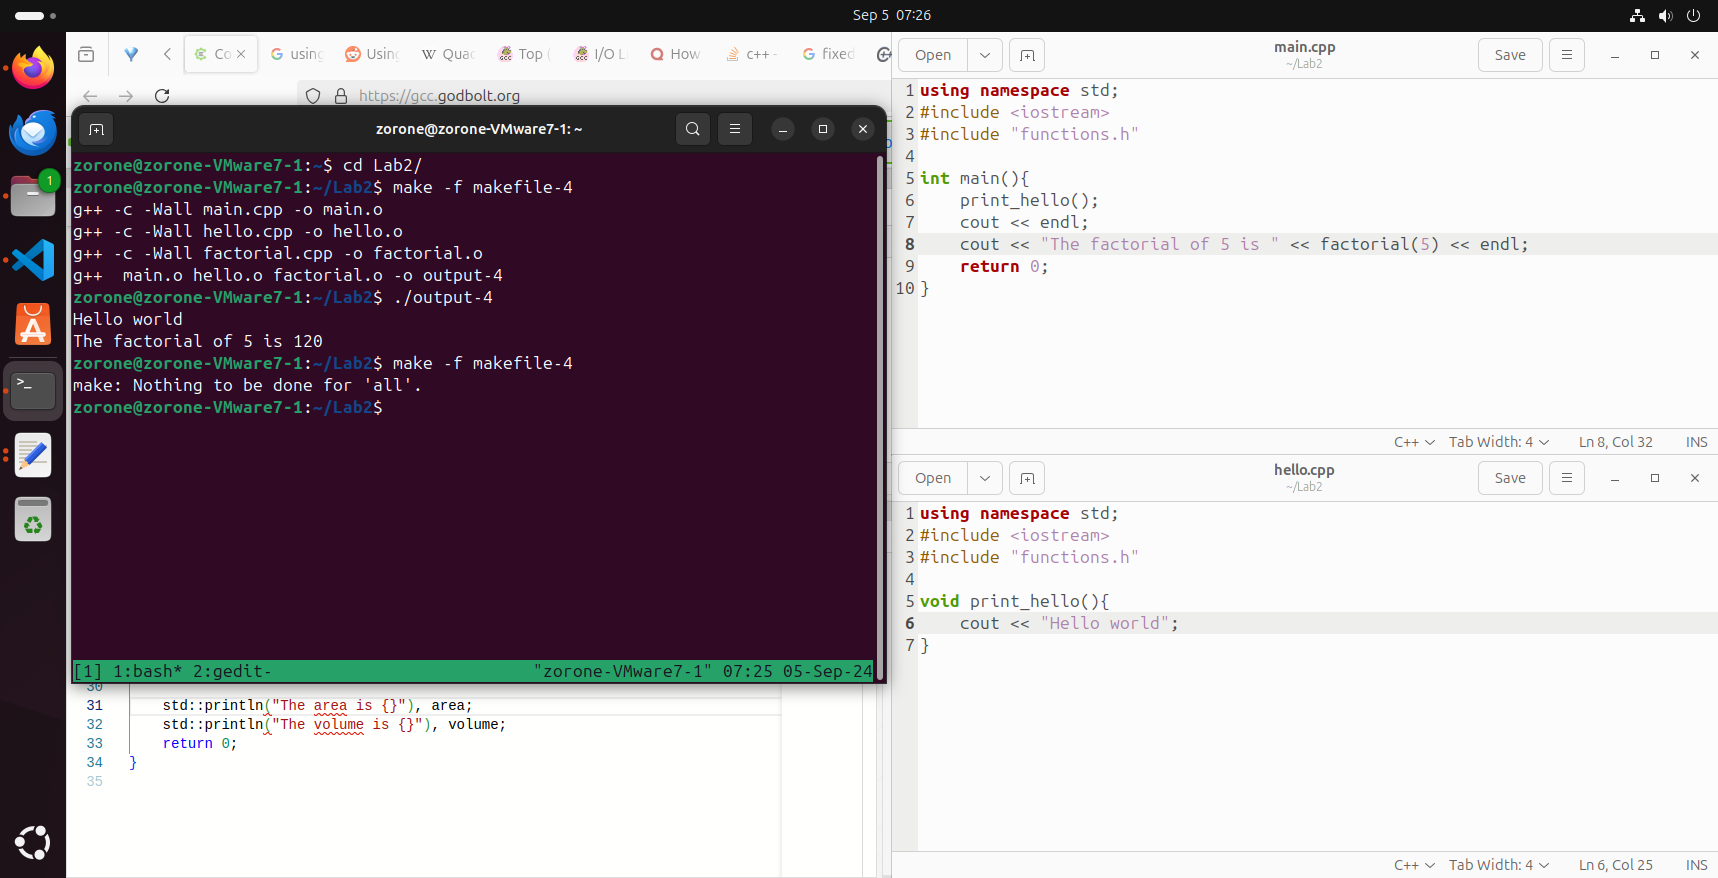 Sep 5 07:26
Co
using
Using
Quac
Top (
I/O Li
How
c++ -
fixed
https://gcc.godbolt.org
zorone@zorone-VMware7-1: ~
zorone@zorone-VMware7-1:~$ cd Lab2/
zorone@zorone-VMware7-1:~/Lab2$ make -f makefile-4
g++ -c -Wall main.cpp -o main.o
g++ -c -Wall hello.cpp -o hello.o
g++ -c -Wall factorial.cpp -o factorial.o
g++  main.o hello.o factorial.o -o output-4
zorone@zorone-VMware7-1:~/Lab2$ ./output-4
Hello world
The factorial of 5 is 120
zorone@zorone-VMware7-1:~/Lab2$ make -f makefile-4
make: Nothing to be done for 'all'.
zorone@zorone-VMware7-1:~/Lab2$
[1] 1:bash* 2:gedit- "zorone-VMware7-1" 07:25 05-Sep-24
30
31 std::println("The area is {}"), area;
32 std::println("The volume is {}"), volume;
33 return 0;
34 }
35
1
Open
main.cpp
~/Lab2
Save
1 using namespace std;
2 #include <iostream>
3 #include "functions.h"
4
5 int main(){
6     print_hello();
7     cout << endl;
8     cout << "The factorial of 5 is " << factorial(5) << endl;
9     return 0;
10 }
C++ Tab Width: 4 Ln 8, Col 32 INS
Open
hello.cpp
~/Lab2
Save
1 using namespace std;
2 #include <iostream>
3 #include "functions.h"
4
5 void print_hello(){
6     cout << "Hello world";
7 }
C++ Tab Width: 4 Ln 6, Col 25 INS